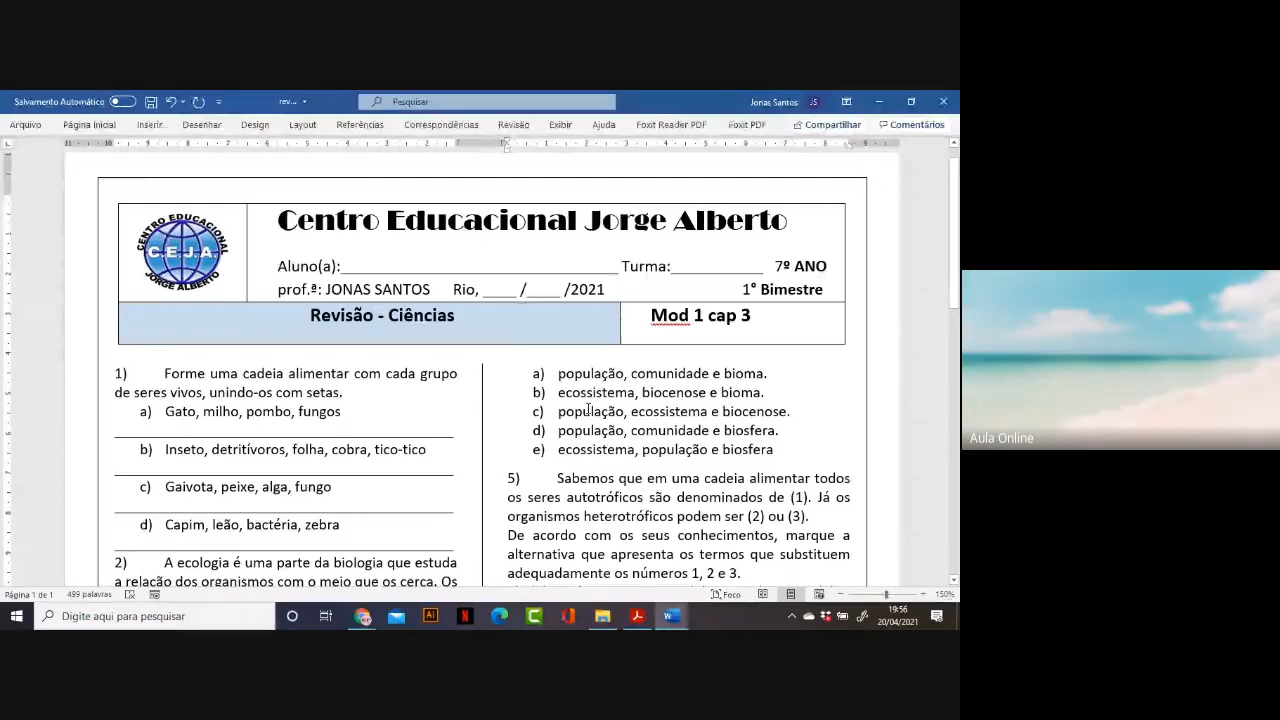 Salvamento Automático
rev...
Pesquisar
Jonas Santos
JS
Arquivo Página Inicial Inserir.. Desenhar Design Layout Referências Correspondências Revisão Exibir Ajuda Foxit Reader PDF Foxit PDF Compartilhar Comentários
CENTRO EDUCACIONAL
C.E.J.A.
JORGE ALBERTO
Centro Educacional Jorge Alberto
Aluno(a):__________ Turma:__________ 7º ANO
prof.ª: JONAS SANTOS Rio, ____ /____ /2021 1° Bimestre
Revisão - Ciências
Mod 1 cap 3
1) Forme uma cadeia alimentar com cada grupo
de seres vivos, unindo-os com setas.
a) Gato, milho, pombo, fungos
b) Inseto, detritívoros, folha, cobra, tico-tico
c) Gaivota, peixe, alga, fungo
d) Capim, leão, bactéria, zebra
2) A ecologia é uma parte da biologia que estuda
a relação dos organismos com o meio que os cerca. Os
a) população, comunidade e bioma.
b) ecossistema, biocenose e bioma.
c) população, ecossistema e biocenose.
d) população, comunidade e biosfera.
e) ecossistema, população e biosfera
5) Sabemos que em uma cadeia alimentar todos
os seres autotróficos são denominados de (1). Já os
organismos heterotróficos podem ser (2) ou (3).
De acordo com os seus conhecimentos, marque a
alternativa que apresenta os termos que substituem
adequadamente os números 1, 2 e 3.
Aula Online
Página 1 de 1 499 palavras Foco 150%
Digite aqui para pesquisar
Ai
19:56
20/04/2021